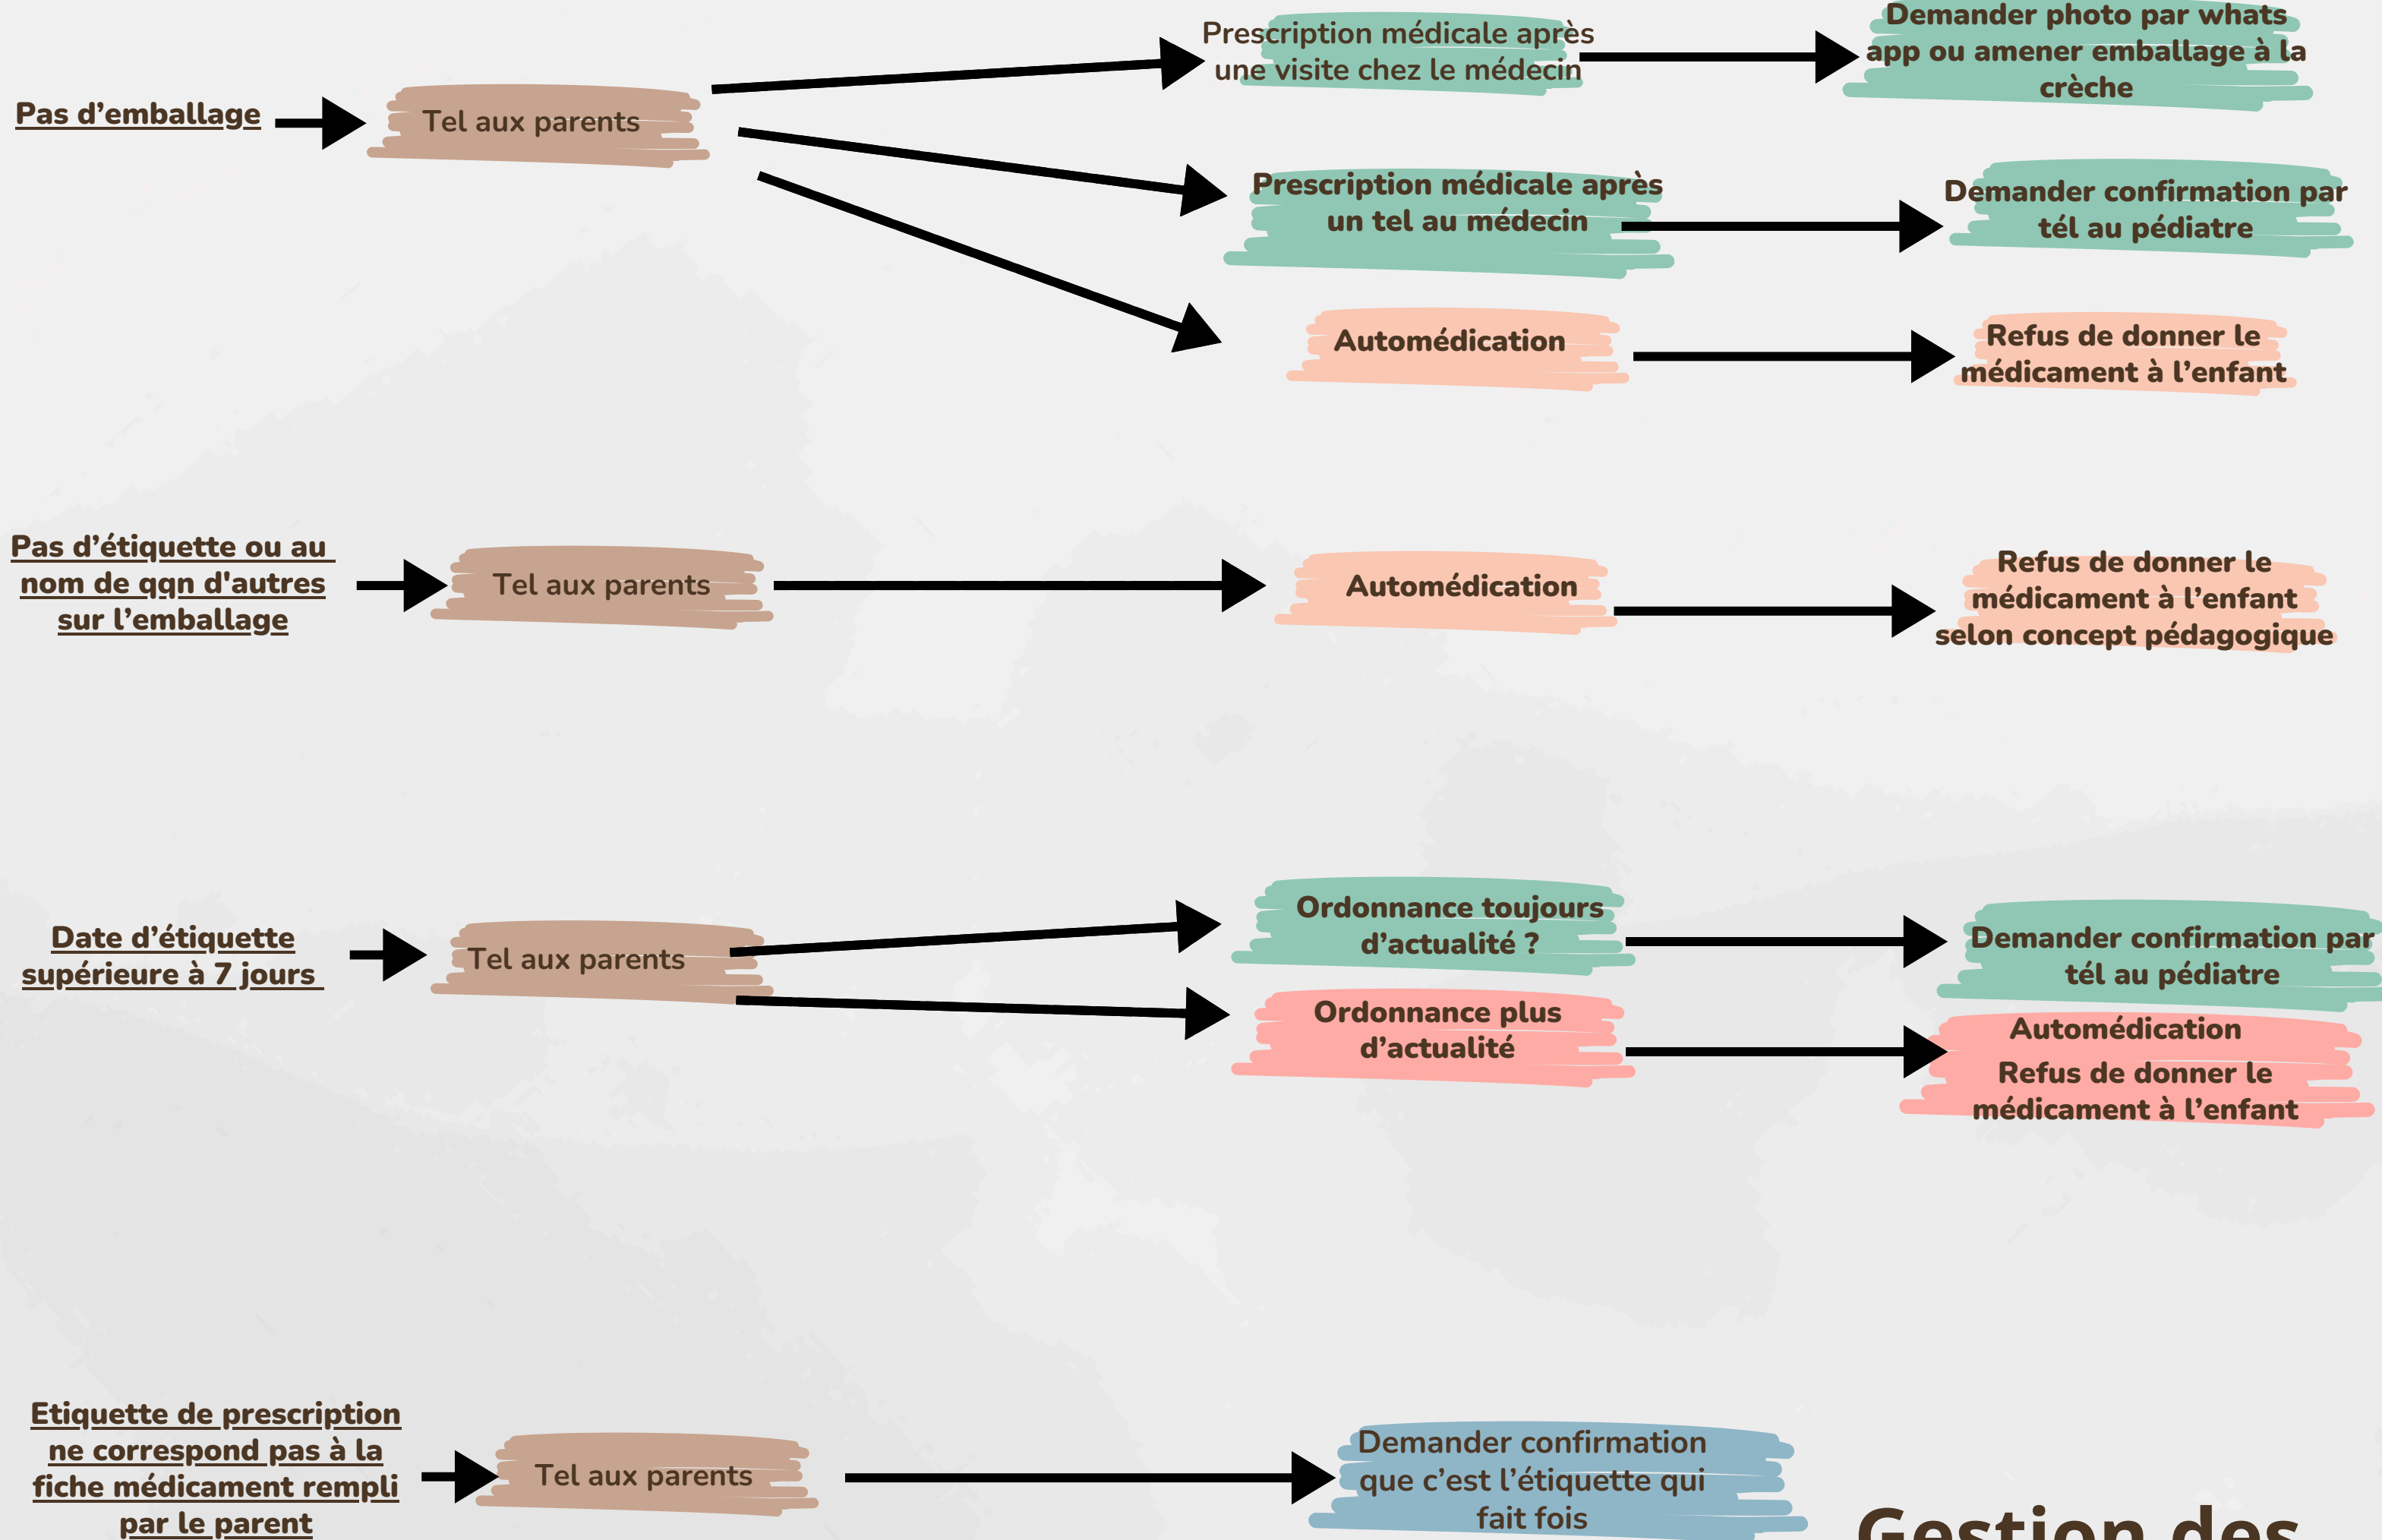 Pas d’emballage
Tel aux parents
Prescription médicale après
une visite chez le médecin
Demander photo par whats
app ou amener emballage à la
crèche
Prescription médicale après
un tel au médecin
Demander confirmation par
tél au pédiatre
Automédication
Refus de donner le
médicament à l’enfant
Pas d’étiquette ou au
nom de qqn d'autres
sur l’emballage
Tel aux parents
Automédication
Refus de donner le
médicament à l’enfant
selon concept pédagogique
Date d’étiquette
supérieure à 7 jours
Tel aux parents
Ordonnance toujours
d’actualité ?
Demander confirmation par
tél au pédiatre
Ordonnance plus
d’actualité
Automédication
Refus de donner le
médicament à l’enfant
Etiquette de prescription
ne correspond pas à la
fiche médicament rempli
par le parent
Tel aux parents
Demander confirmation
que c’est l’étiquette qui
fait fois
Gestion des